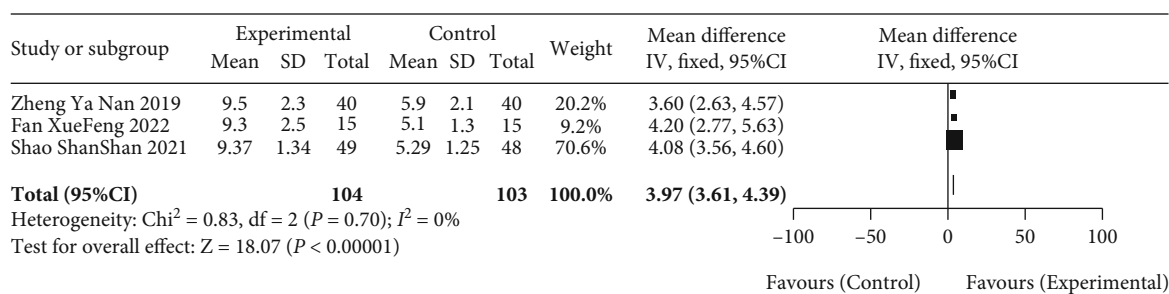 Study or subgroup Experimental Control Weight Mean difference Mean difference
Mean SD Total Mean SD Total IV, fixed, 95%CI IV, fixed, 95%CI
Zheng Ya Nan 2019 9.5 2.3 40 5.9 2.1 40 20.2% 3.60 (2.63, 4.57)
Fan XueFeng 2022 9.3 2.5 15 5.1 1.3 15 9.2% 4.20 (2.77, 5.63)
Shao ShanShan 2021 9.37 1.34 49 5.29 1.25 48 70.6% 4.08 (3.56, 4.60)
Total (95%CI) 104 103 100.0% 3.97 (3.61, 4.39)
Heterogeneity: Chi² = 0.83, df = 2 (P = 0.70); I² = 0%
Test for overall effect: Z = 18.07 (P < 0.00001)
−100 −50 0 50 100
Favours (Control) Favours (Experimental)